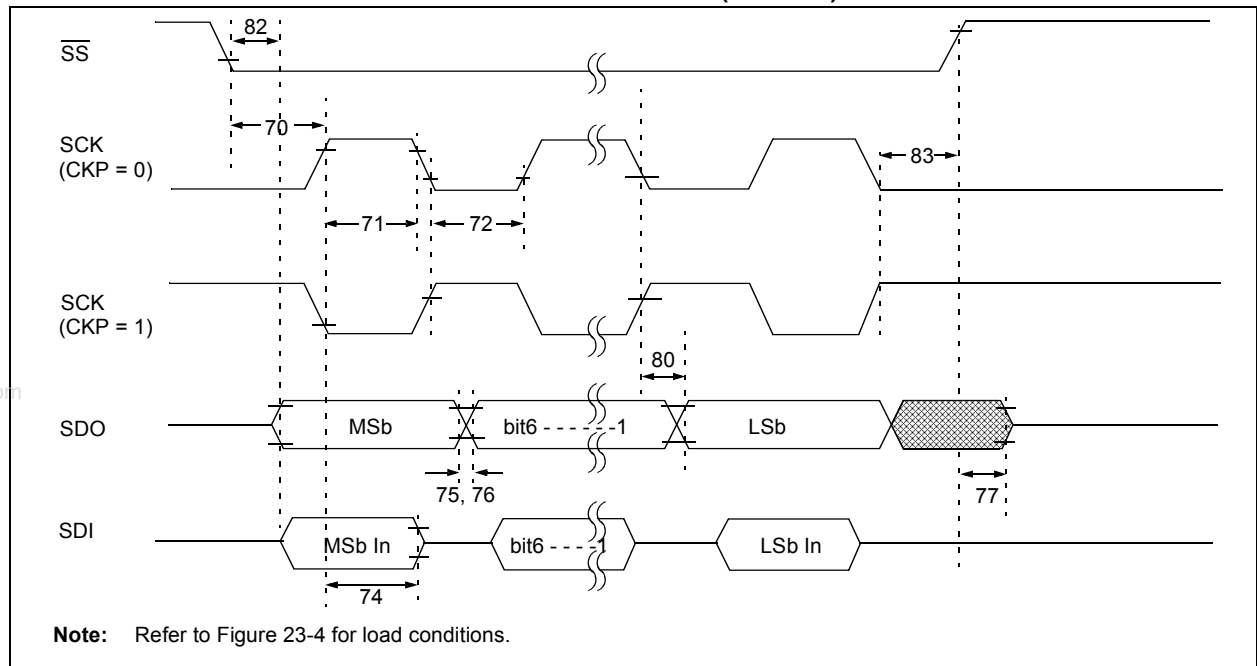 82
SS
70
SCK
(CKP = 0)
83
71
72
SCK
(CKP = 1)
80
om
SDO
MSb
bit6 - - - - - -1
LSb
75, 76
77
SDI
MSb In
bit6 - - - -1
LSb In
74
Note: Refer to Figure 23-4 for load conditions.